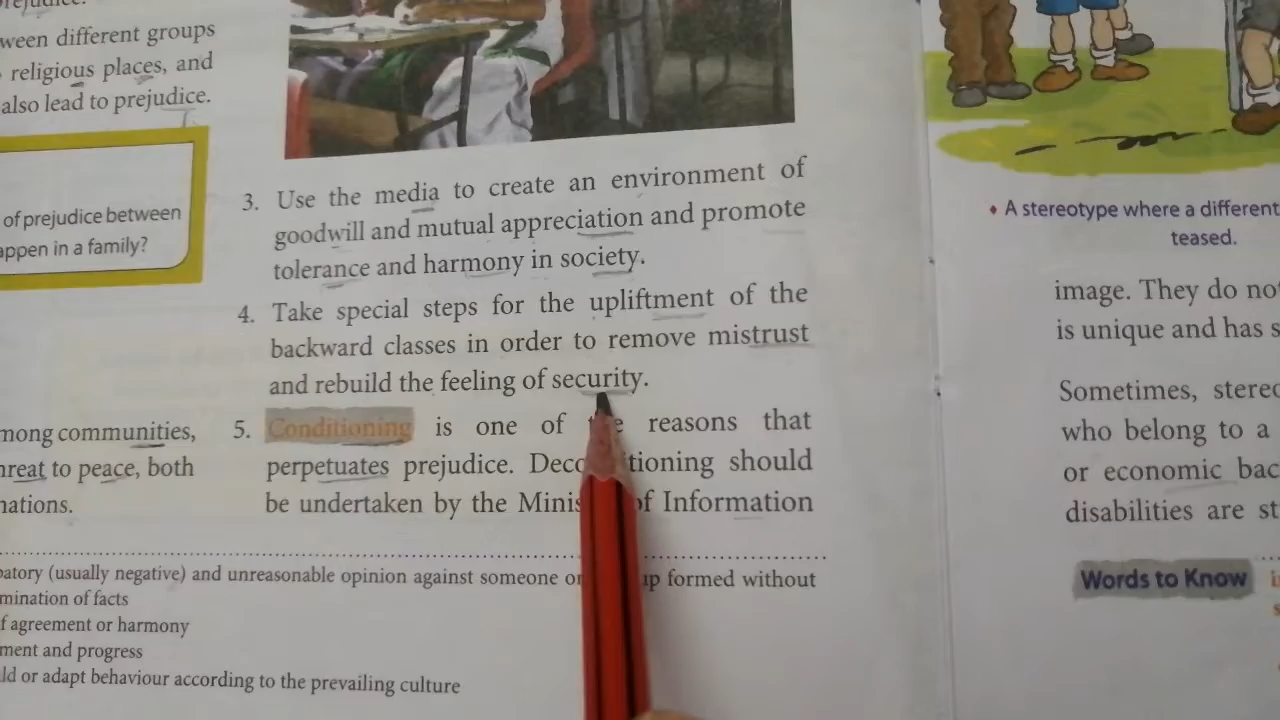 ween different groups
religious places, and
also lead to prejudice.
of prejudice between
appen in a family?
mong communities,
reat to peace, both
nations.
3. Use the media to create an environment of
goodwill and mutual appreciation and promote
tolerance and harmony in society.
4. Take special steps for the upliftment of the
backward classes in order to remove mistrust
and rebuild the feeling of security.
5. Conditioning is one of reasons that
perpetuates prejudice. should
be undertaken by the of Information
patory (usually negative) and unreasonable opinion against someone or up formed without
mination of facts
f agreement or harmony
ment and progress
ld or adapt behaviour according to the prevailing culture
• A stereotype where a different
teased.
image. They do no
is unique and has s
Sometimes, stereo
who belong to a
or economic bac
disabilities are st
Words to Know